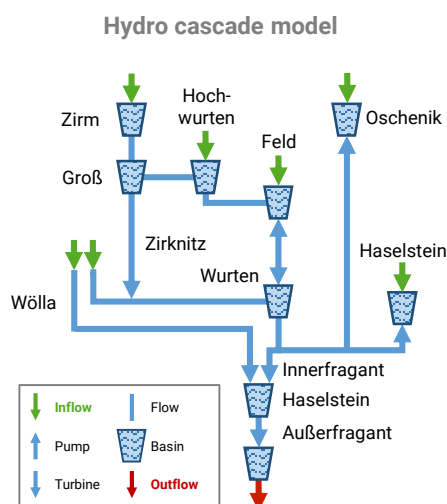 Hydro cascade model
Hoch-
wurten
Zirm
Oschenik
Feld
Groß
Zirknitz
Haselstein
Wurten
Wölla
Innerfragant
Haselstein
Außerfragant
Inflow
Flow
Pump
Basin
Turbine
Outflow